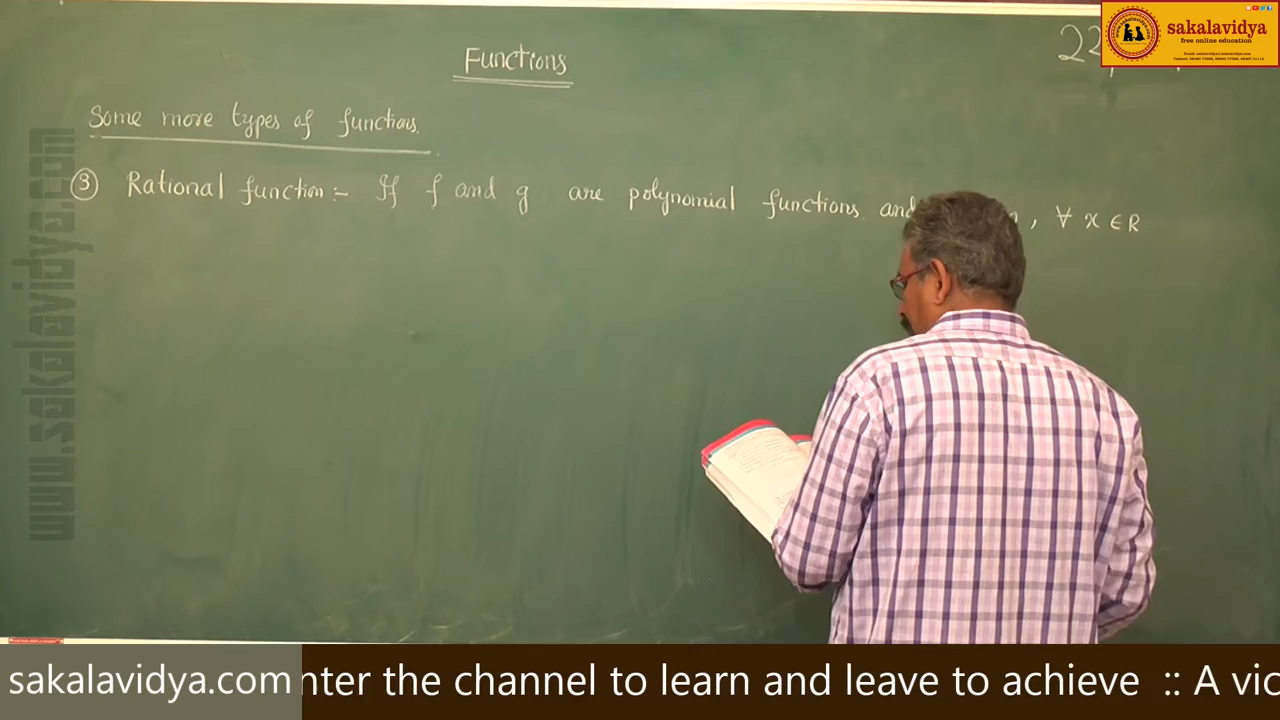 Functions
22
sakalavidya
free online education
Some more types of functions.
③ Rational function:- If f and g are polynomial functions and , ∀ x ∈ R
www.sakalavidya.com
sakalavidya.com nter the channel to learn and leave to achieve :: A vic